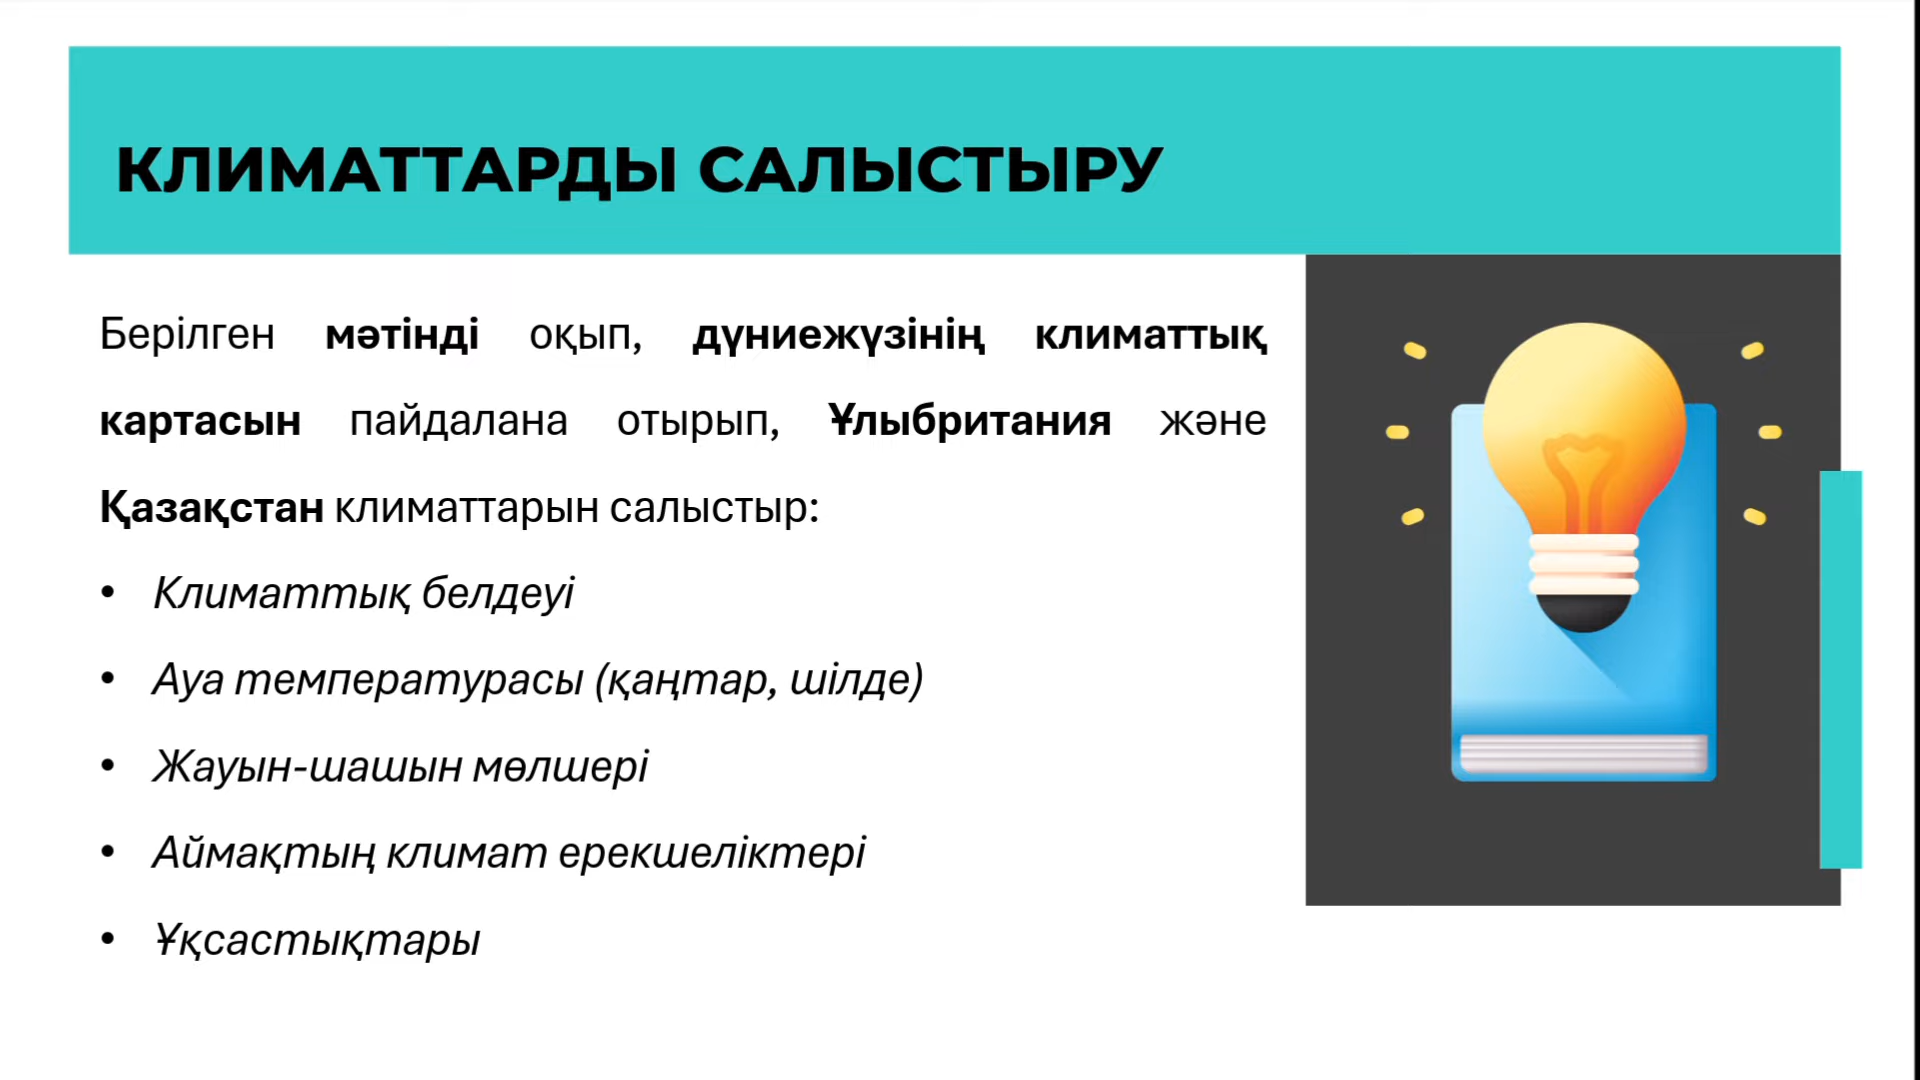 КЛИМАТТАРДЫ САЛЫСТЫРУ
Берілген мәтінді оқып, дүниежүзінің климаттық
картасын пайдалана отырып, Ұлыбритания және
Қазақстан климаттарын салыстыр:
• Климаттық белдеуі
• Ауа температурасы (қаңтар, шілде)
• Жауын-шашын мөлшері
• Аймақтың климат ерекшеліктері
• Ұқсастықтары